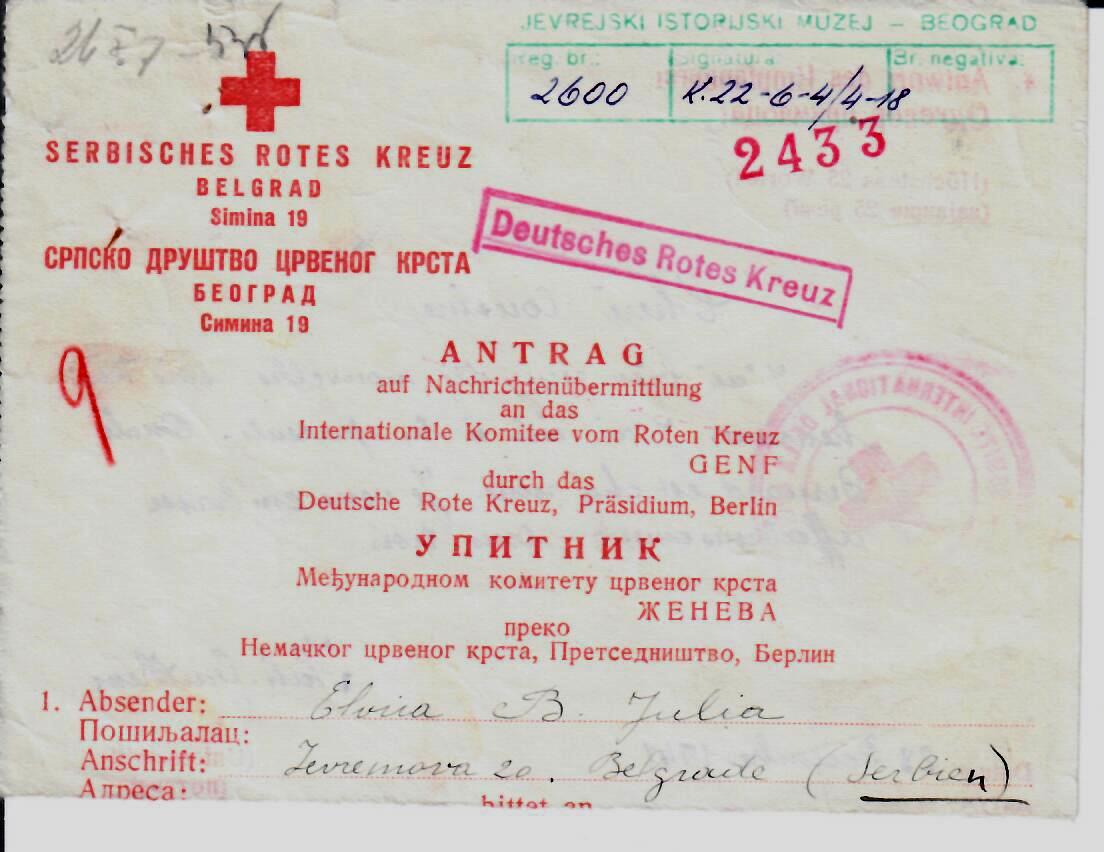 JEVREJSKI ISTORIJSKI MUZEJ – BEOGRAD
Reg. br.: Signatura: Br. negativa:
2600 K.22-6-4/4-18
2433
SERBISCHES ROTES KREUZ
BELGRAD
Simina 19
СРПСКО ДРУШТВО ЦРВЕНОГ КРСТА
БЕОГРАД
Симина 19
Deutsches Rotes Kreuz
9
ANTRAG
auf Nachrichtenübermittlung
an das
Internationale Komitee vom Roten Kreuz
GENF
durch das
Deutsche Rote Kreuz, Präsidium, Berlin
УПИТНИК
Међународном комитету црвеног крста
ЖЕНЕВА
преко
Немачког црвеног крста, Претседништво, Берлин
1. Absender: B. Julia
Пошиљалац:
Anschrift: Jevremova 20. Belgrade (Serbien)
Адреса:
bittet an